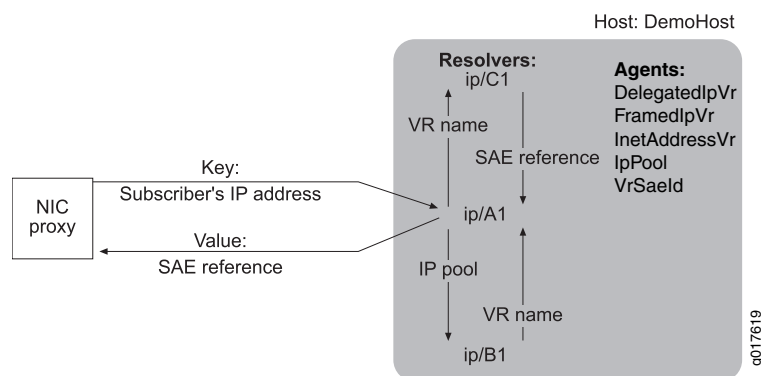 Host: DemoHost
Resolvers:
ip/C1
VR name
SAE reference
Agents:
DelegatedIpVr
FramedIpVr
InetAddressVr
IpPool
VrSaeId
NIC
proxy
Key:
Subscriber's IP address
Value:
SAE reference
ip/A1
IP pool
VR name
ip/B1
g017619